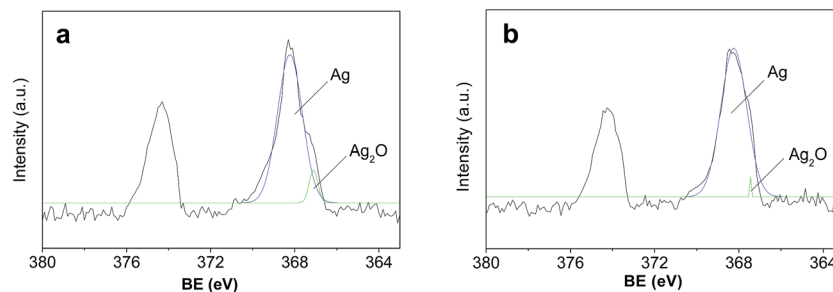 a
Ag
Ag₂O
Intensity (a.u.)
380 376 372 368 364
BE (eV)
b
Ag
Ag₂O
Intensity (a.u.)
380 376 372 368 364
BE (eV)